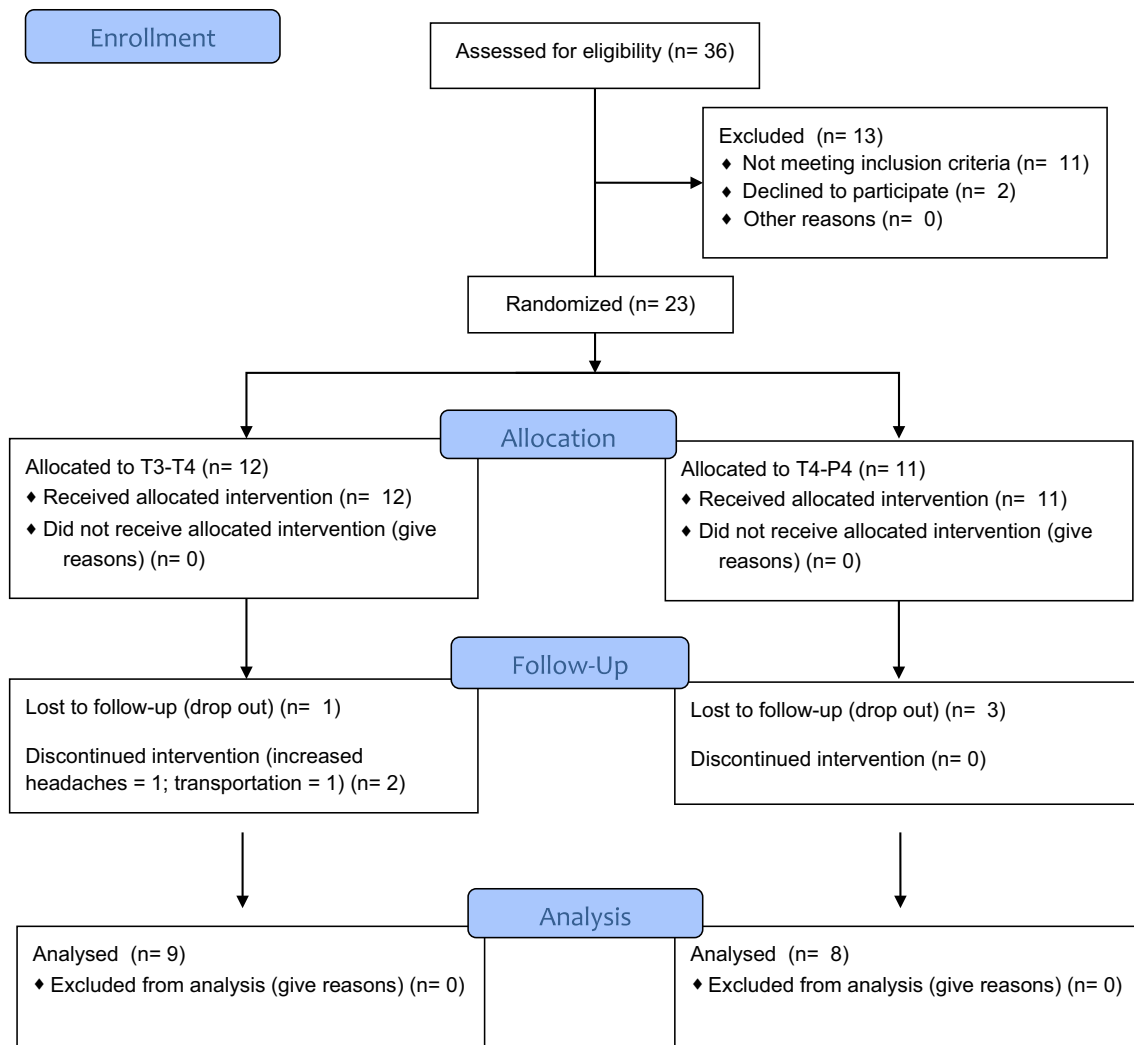 Enrollment
Assessed for eligibility (n= 36)
Excluded (n= 13)
♦ Not meeting inclusion criteria (n= 11)
♦ Declined to participate (n= 2)
♦ Other reasons (n= 0)
Randomized (n= 23)
Allocation
Allocated to T3-T4 (n= 12)
♦ Received allocated intervention (n= 12)
♦ Did not receive allocated intervention (give
reasons) (n= 0)
Allocated to T4-P4 (n= 11)
♦ Received allocated intervention (n= 11)
♦ Did not receive allocated intervention (give
reasons) (n= 0)
Follow-Up
Lost to follow-up (drop out) (n= 1)
Discontinued intervention (increased
headaches = 1; transportation = 1) (n= 2)
Lost to follow-up (drop out) (n= 3)
Discontinued intervention (n= 0)
Analysis
Analysed (n= 9)
♦ Excluded from analysis (give reasons) (n= 0)
Analysed (n= 8)
♦ Excluded from analysis (give reasons) (n= 0)